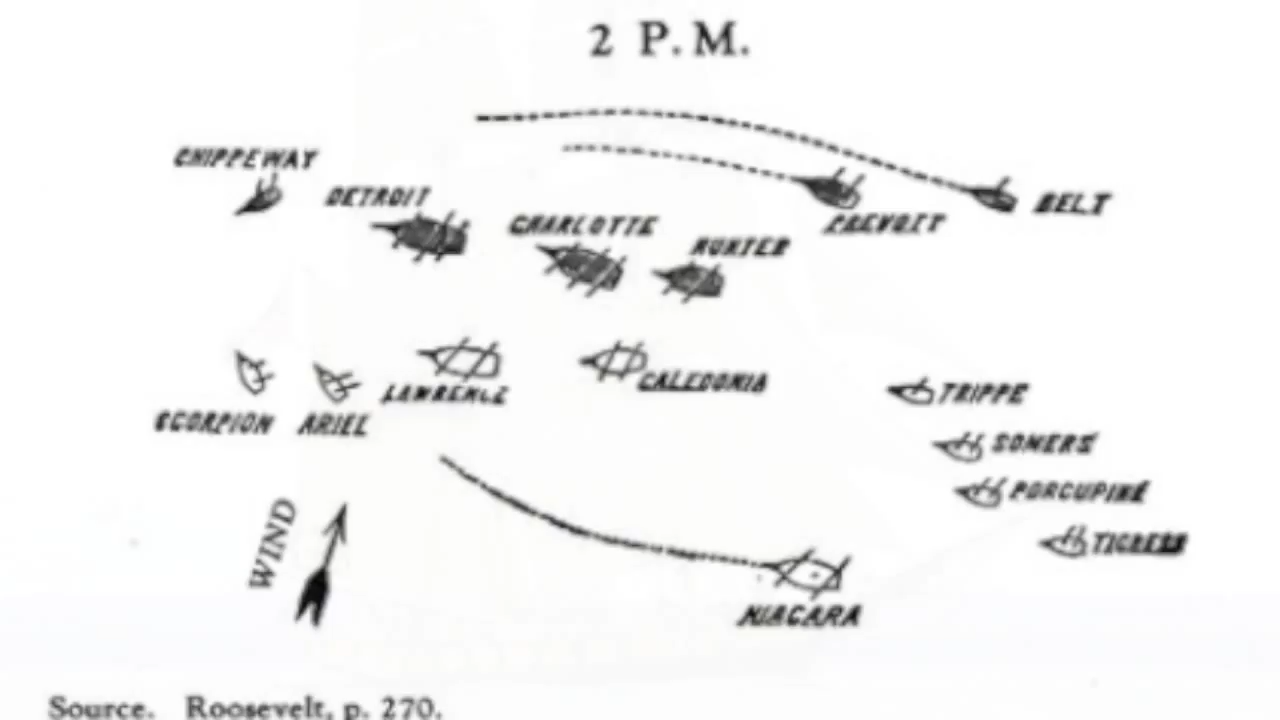 2 P.M.
CHIPPEWAY
DETROIT
CHARLOTTE
HUNTER
PREVOST
BELT
SCORPION
ARIEL
LAWRENCE
CALEDONIA
TRIPPE
SOMERS
PORCUPINE
TIGRESS
WIND
NIAGARA
Source. Roosevelt, p. 270.